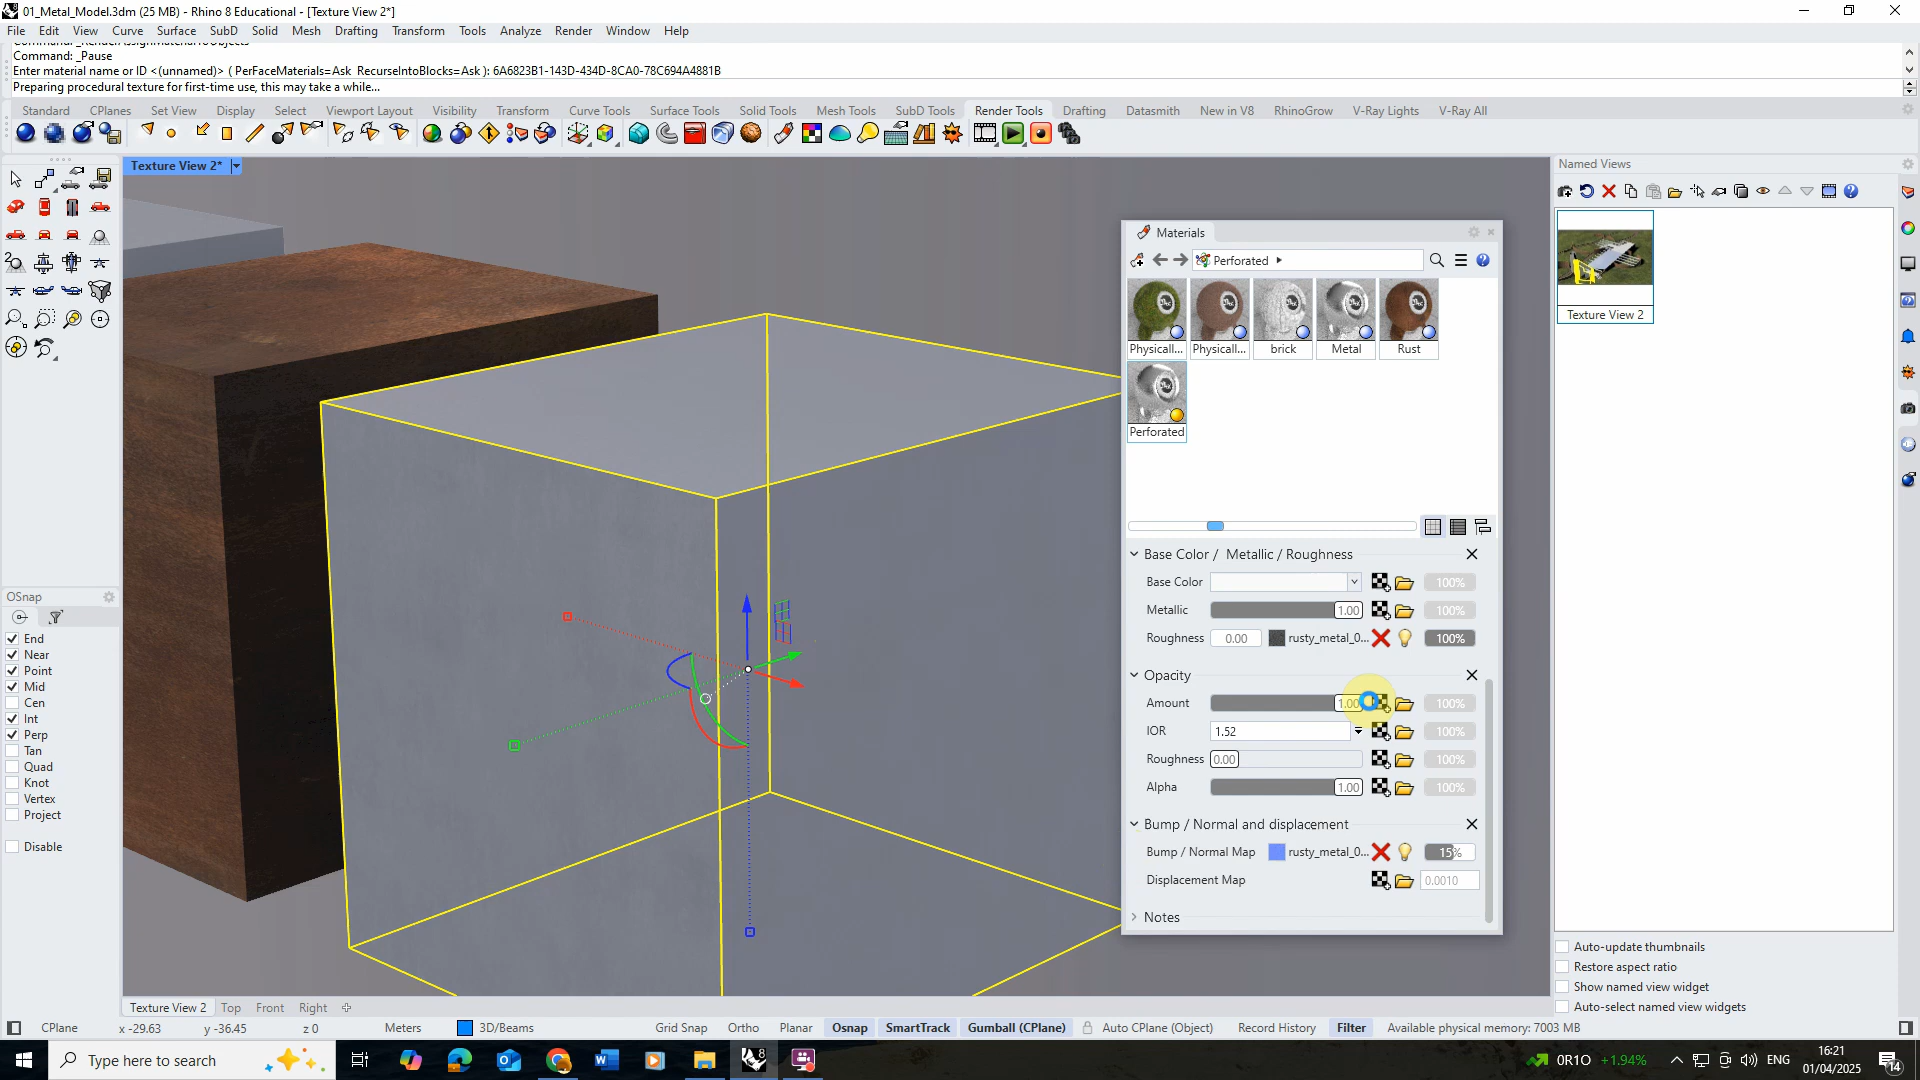 01_Metal_Model.3dm (25 MB) - Rhino 8 Educational - [Texture View 2*]
File Edit View Curve Surface SubD Solid Mesh Drafting Transform Tools Analyze Render Window Help
Command: _Pause
Enter material name or ID <(unnamed)> ( PerFaceMaterials=Ask RecurseIntoBlocks=Ask ): 6A6823B1-143D-434D-8CA0-78C694A4881B
Preparing procedural texture for first-time use, this may take a while...
Standard CPlanes Set View Display Select Viewport Layout Visibility Transform Curve Tools Surface Tools Solid Tools Mesh Tools SubD Tools Render Tools Drafting Datasmith New in V8 RhinoGrow V-Ray Lights V-Ray All
Texture View 2*
Named Views
Texture View 2
Materials
Perforated
Physicall... Physicall... brick Metal Rust
Perforated
Base Color / Metallic / Roughness
Base Color 100%
Metallic 1.00 100%
Roughness 0.00 rusty_metal_0... 100%
Opacity
Amount 1.00 100%
IOR 1.52 100%
Roughness 0.00 100%
Alpha 1.00 100%
Bump / Normal and displacement
Bump / Normal Map rusty_metal_0... 15%
Displacement Map 0.0010
Notes
OSnap
End
Near
Point
Mid
Cen
Int
Perp
Tan
Quad
Knot
Vertex
Project
Disable
Auto-update thumbnails
Restore aspect ratio
Show named view widget
Auto-select named view widgets
Texture View 2 Top Front Right
CPlane x -29.63 y -36.45 z 0 Meters 3D/Beams Grid Snap Ortho Planar Osnap SmartTrack Gumball (CPlane) Auto CPlane (Object) Record History Filter Available physical memory: 7003 MB
Type here to search
0R1O +1.94% ENG
16:21
01/04/2025
14